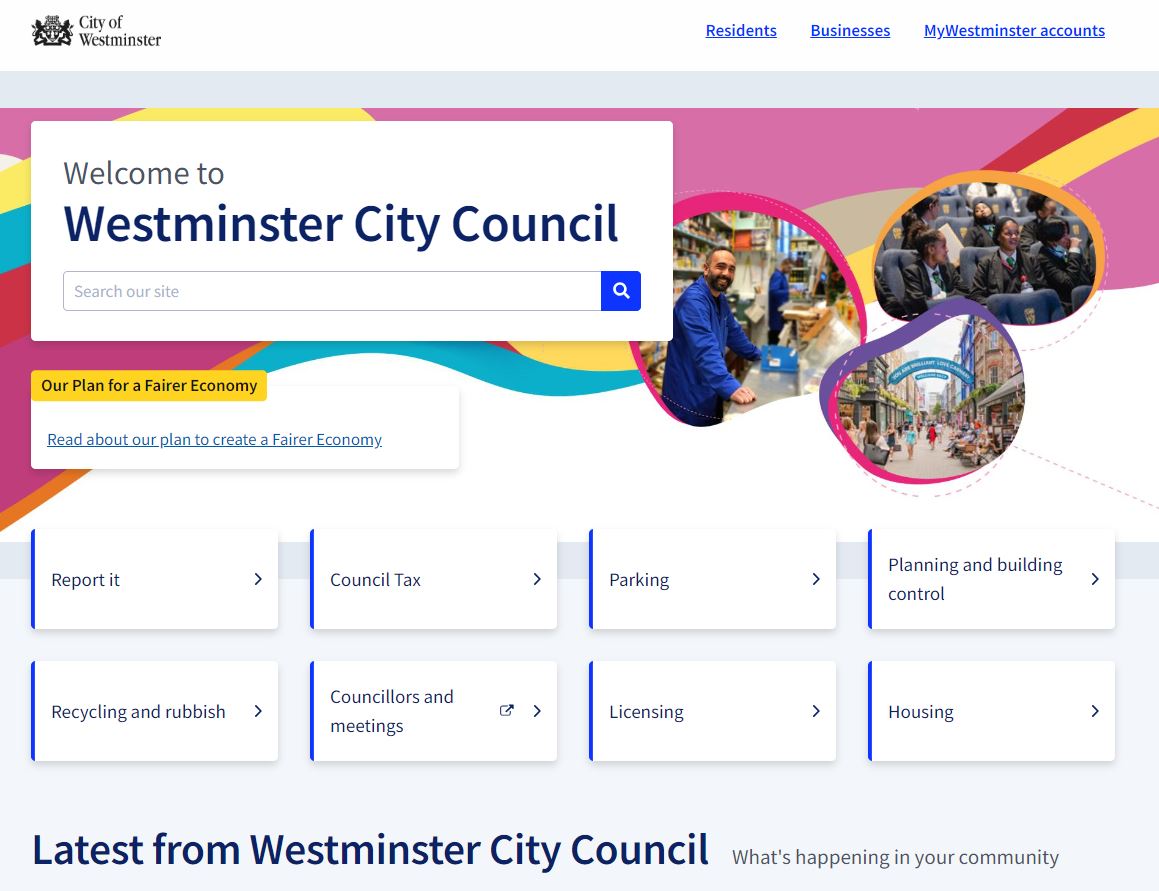 City of
Westminster
Residents
Businesses
MyWestminster accounts
Welcome to
Westminster City Council
Search our site
Our Plan for a Fairer Economy
Read about our plan to create a Fairer Economy
Report it
Council Tax
Parking
Planning and building
control
Recycling and rubbish
Councillors and
meetings
Licensing
Housing
Latest from Westminster City Council
What's happening in your community